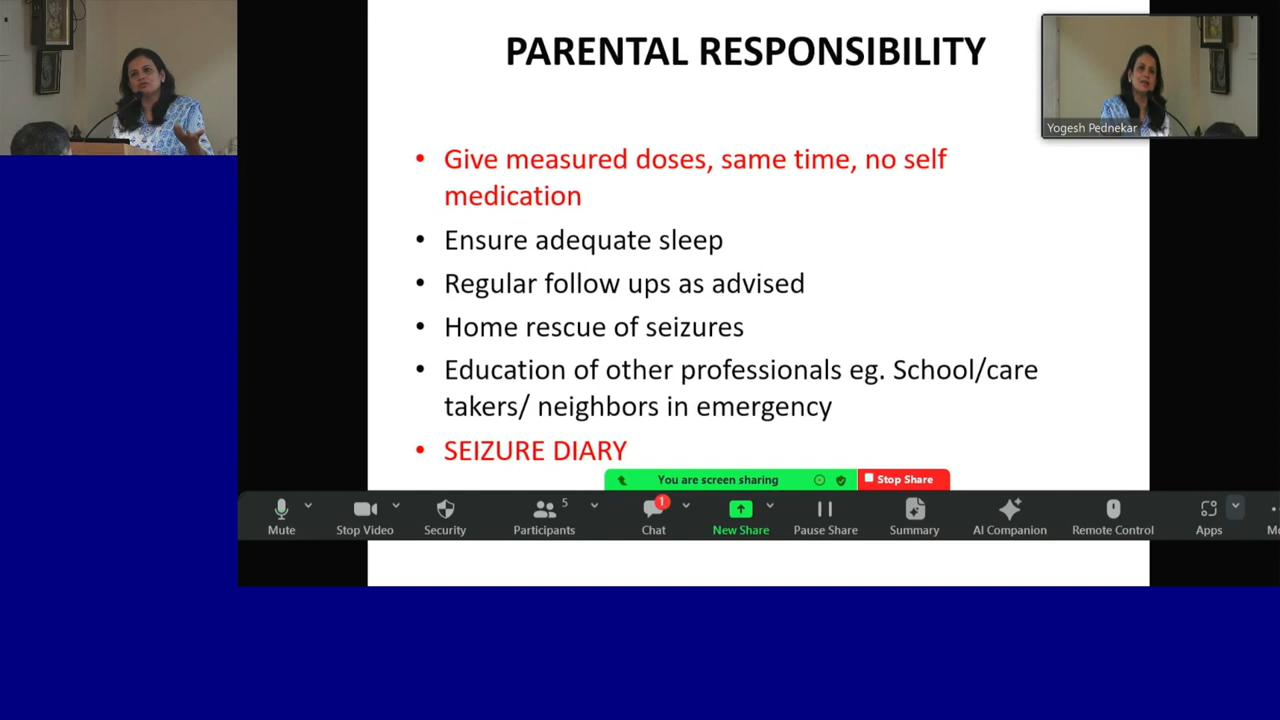 PARENTAL RESPONSIBILITY
Yogesh Pednekar
• Give measured doses, same time, no self
medication
• Ensure adequate sleep
• Regular follow ups as advised
• Home rescue of seizures
• Education of other professionals eg. School/care
takers/ neighbors in emergency
• SEIZURE DIARY
You are screen sharing
Stop Share
5
1
Mute
Stop Video
Security
Participants
Chat
New Share
Pause Share
Summary
AI Companion
Remote Control
Apps